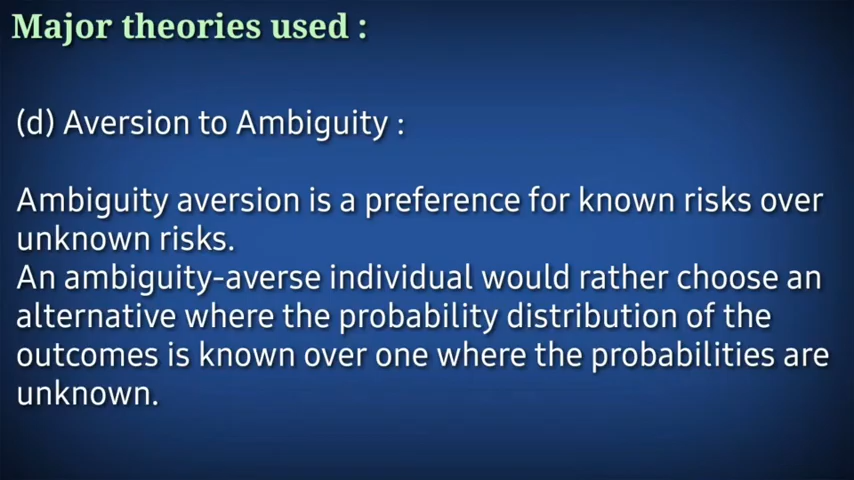 Major theories used :
(d) Aversion to Ambiguity :
Ambiguity aversion is a preference for known risks over
unknown risks.
An ambiguity-averse individual would rather choose an
alternative where the probability distribution of the
outcomes is known over one where the probabilities are
unknown.